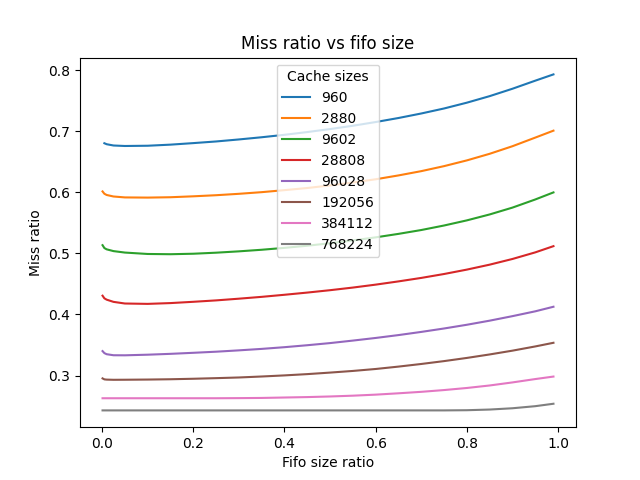 Miss ratio vs fifo size
Cache sizes
960
2880
9602
28808
96028
192056
384112
768224
Miss ratio
0.8
0.7
0.6
0.5
0.4
0.3
0.0 0.2 0.4 0.6 0.8 1.0
Fifo size ratio